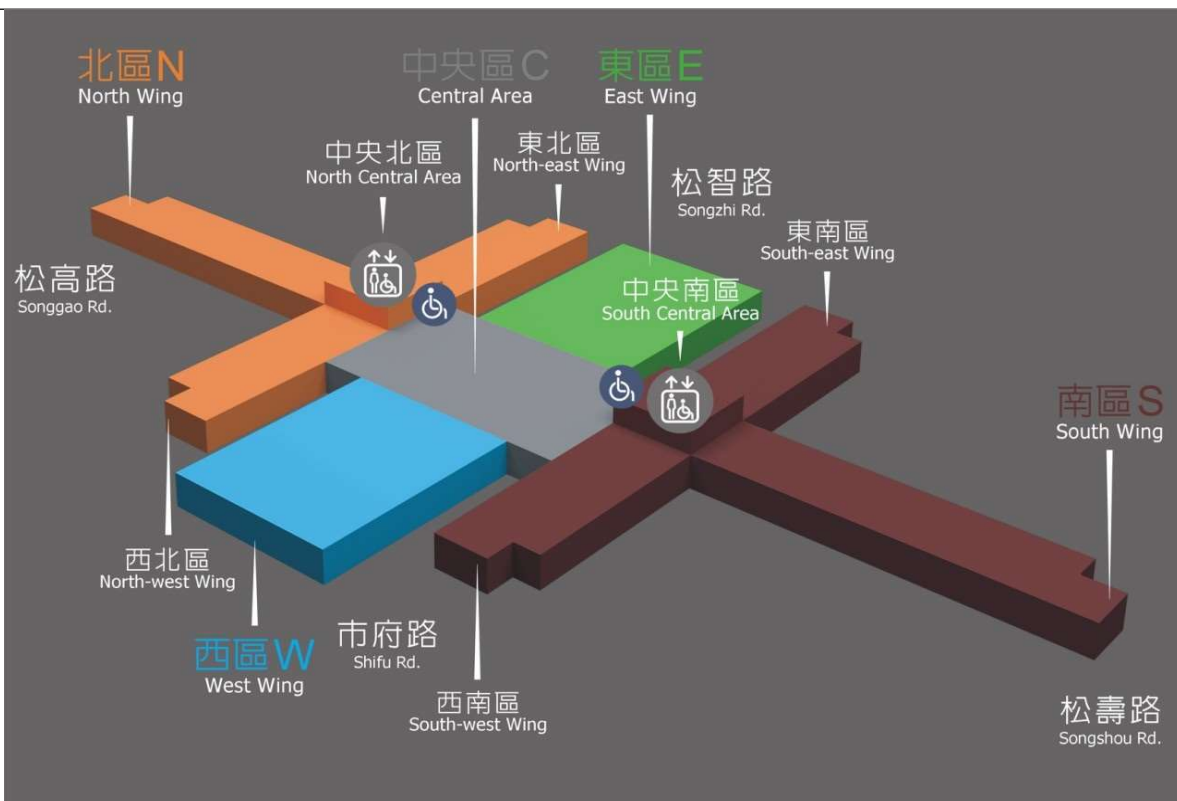 北區N
North Wing
中央區C
Central Area
東區E
East Wing
中央北區
North Central Area
東北區
North-east Wing
松智路
Songzhi Rd.
東南區
South-east Wing
松高路
Songgao Rd.
中央南區
South Central Area
南區S
South Wing
西北區
North-west Wing
西區W
West Wing
市府路
Shifu Rd.
西南區
South-west Wing
松壽路
Songshou Rd.